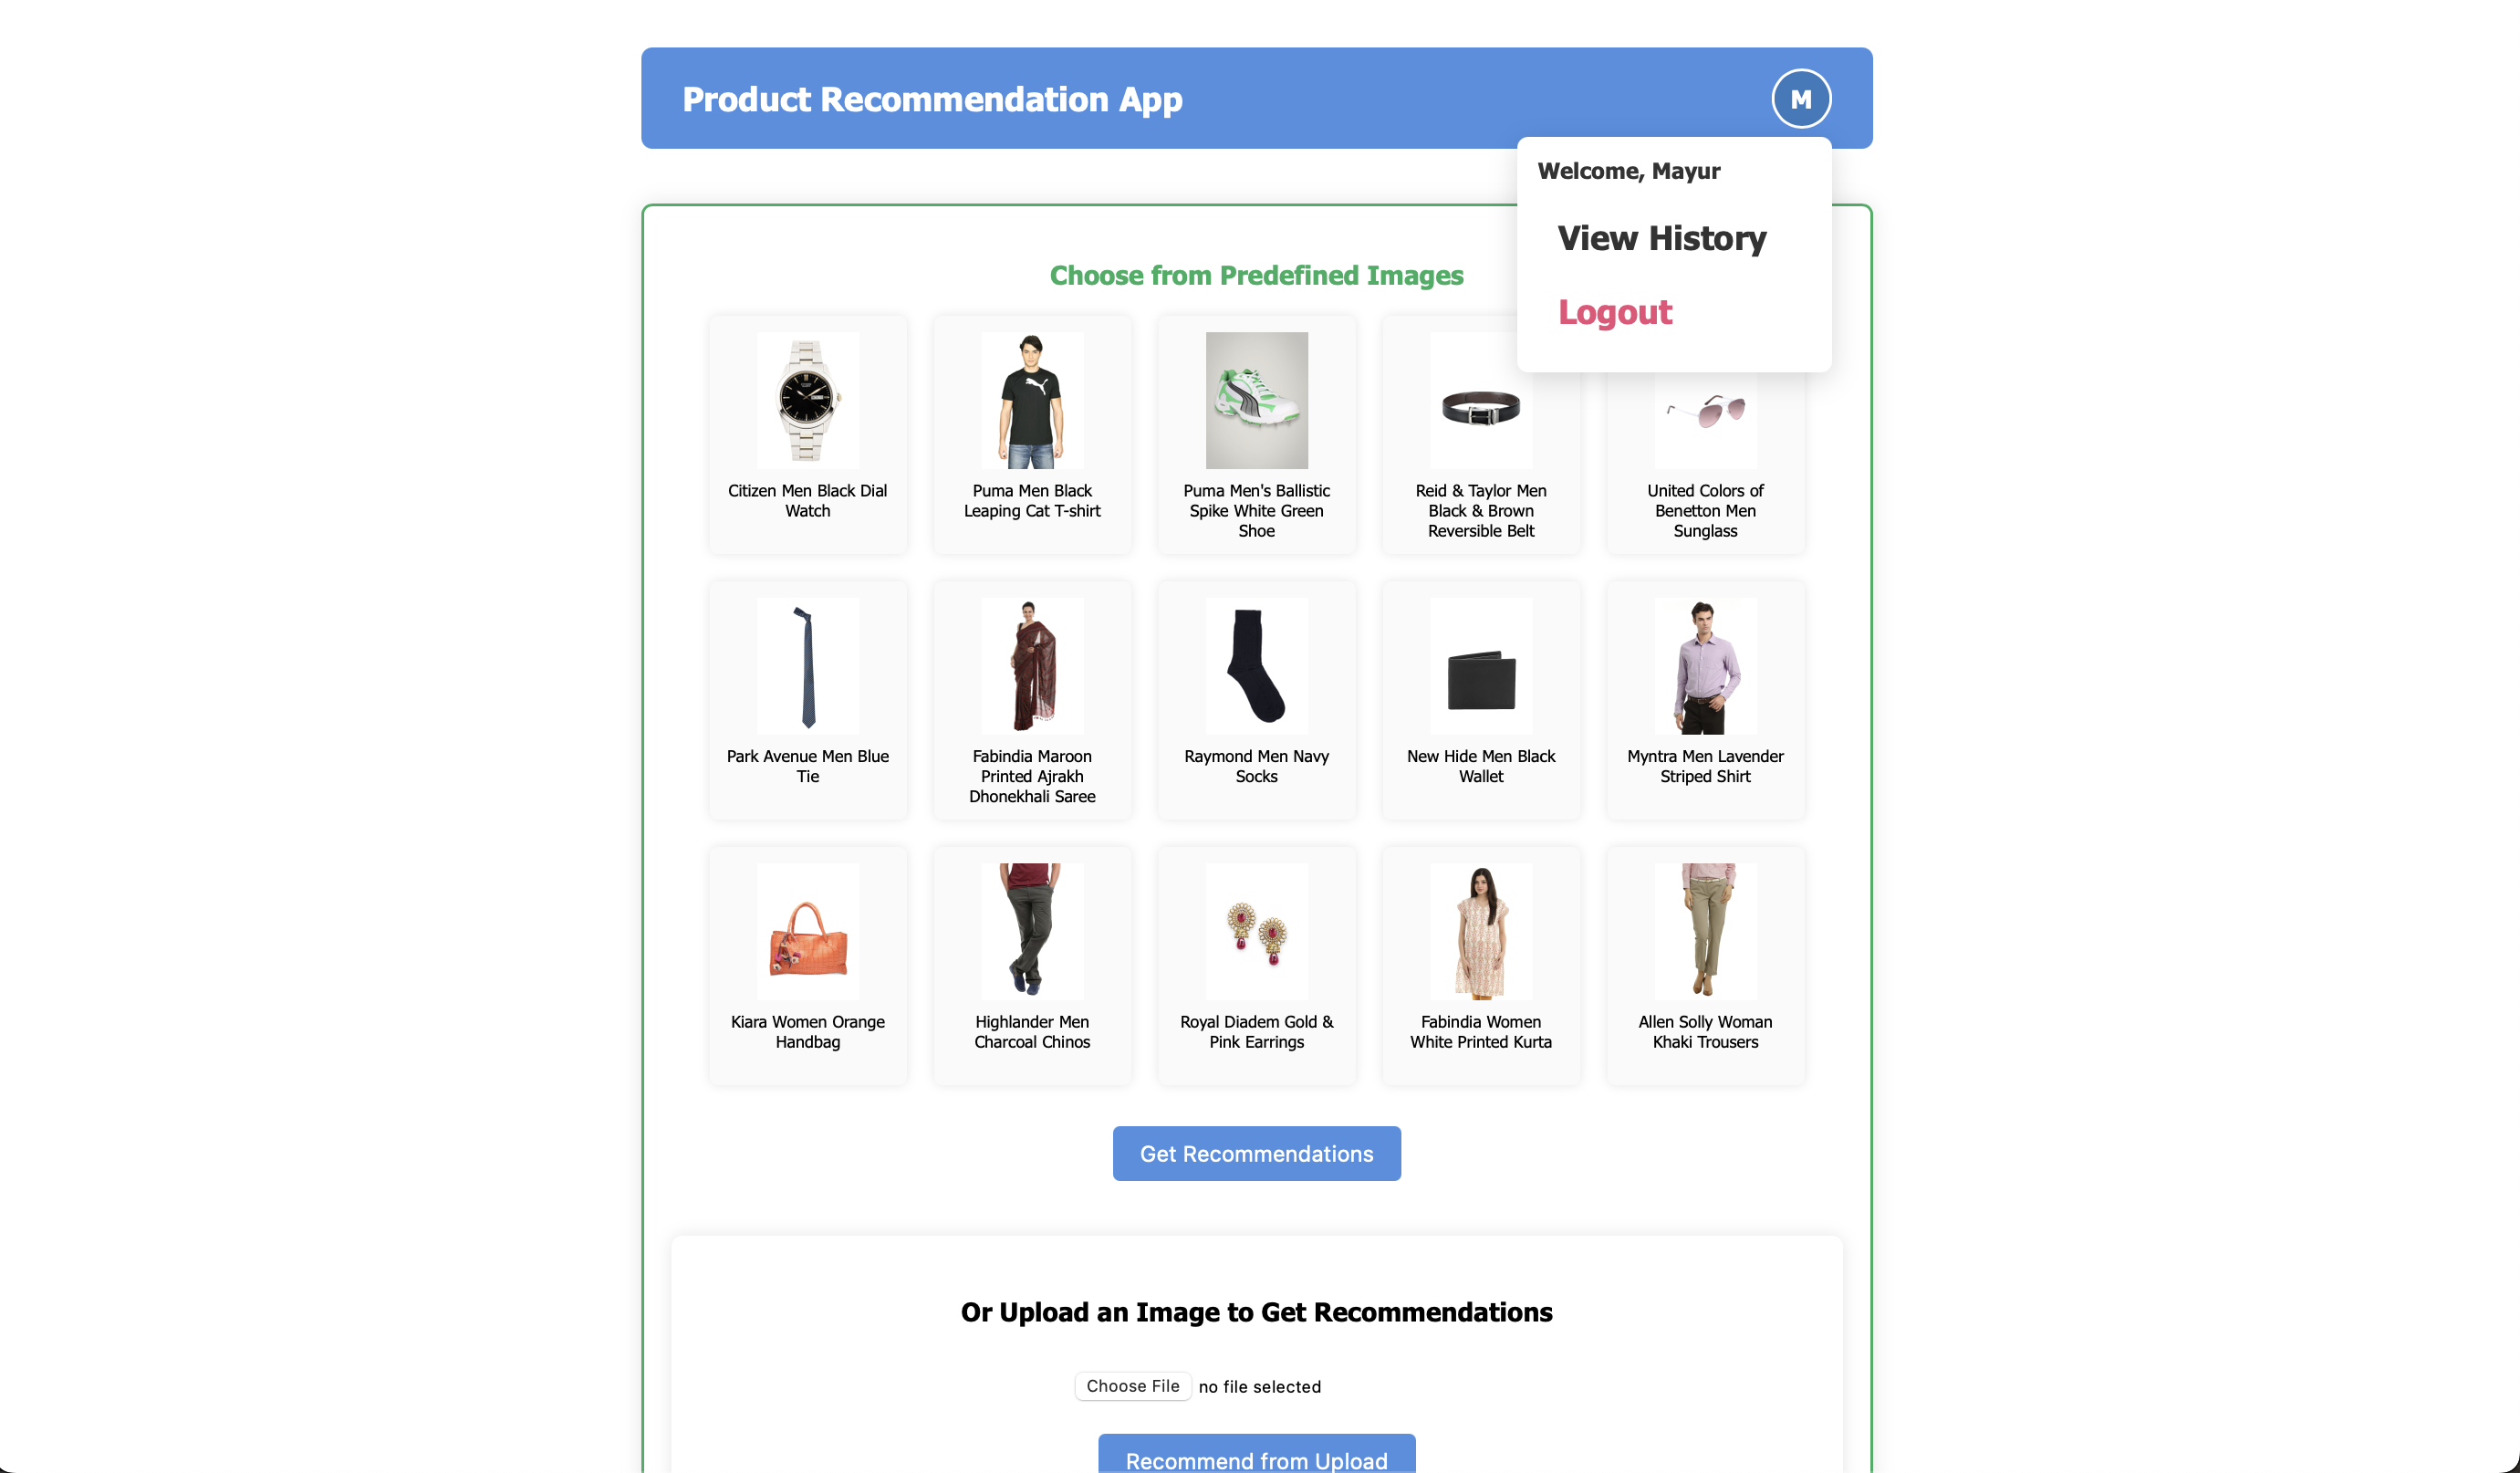 Product Recommendation App
M
Welcome, Mayur
View History
Logout
Choose from Predefined Images
Citizen Men Black Dial
Watch
Puma Men Black
Leaping Cat T-shirt
Puma Men's Ballistic
Spike White Green
Shoe
Reid & Taylor Men
Black & Brown
Reversible Belt
United Colors of
Benetton Men
Sunglass
Park Avenue Men Blue
Tie
Fabindia Maroon
Printed Ajrakh
Dhonekhali Saree
Raymond Men Navy
Socks
New Hide Men Black
Wallet
Myntra Men Lavender
Striped Shirt
Kiara Women Orange
Handbag
Highlander Men
Charcoal Chinos
Royal Diadem Gold &
Pink Earrings
Fabindia Women
White Printed Kurta
Allen Solly Woman
Khaki Trousers
Get Recommendations
Or Upload an Image to Get Recommendations
Choose File no file selected
Recommend from Upload